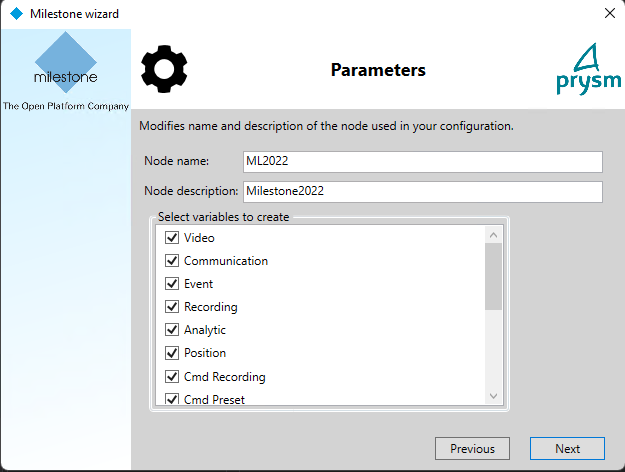 Milestone wizard
milestone
The Open Platform Company
Parameters
prysm
Modifies name and description of the node used in your configuration.
Node name: ML2022
Node description: Milestone2022
Select variables to create
Video
Communication
Event
Recording
Analytic
Position
Cmd Recording
Cmd Preset
Previous Next